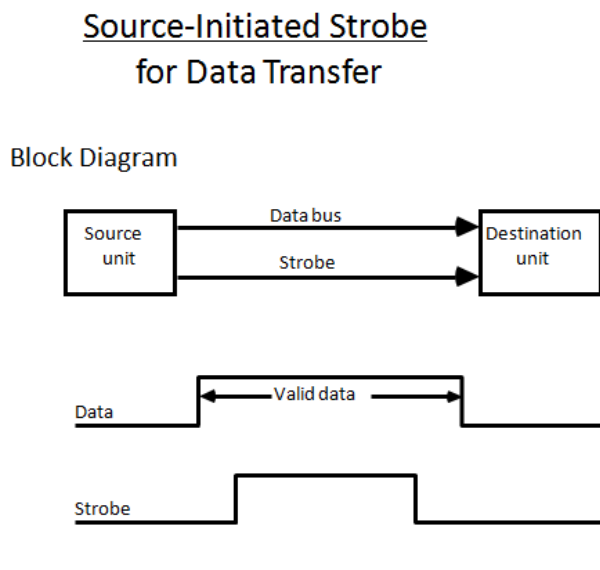 Source-Initiated Strobe
for Data Transfer
Block Diagram
Data bus
Source
unit
Destination
unit
Strobe
Valid data
Data
Strobe